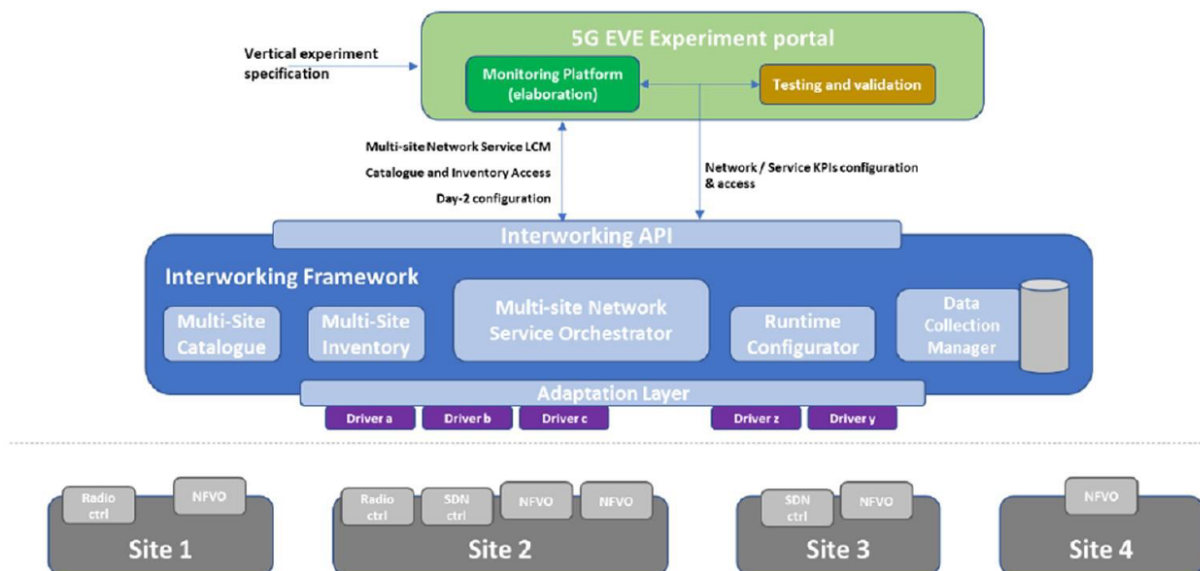 5G EVE Experiment portal
Vertical experiment
specification
Monitoring Platform
(elaboration)
Testing and validation
Multi-site Network Service LCM
Catalogue and Inventory Access
Day-2 configuration
Network / Service KPIs configuration
& access
Interworking API
Interworking Framework
Multi-Site
Catalogue
Multi-Site
Inventory
Multi-site Network
Service Orchestrator
Runtime
Configurator
Data
Collection
Manager
Adaptation Layer
Driver a
Driver b
Driver c
Driver z
Driver y
Radio
ctrl
NFVO
Site 1
Radio
ctrl
SDN
ctrl
NFVO
NFVO
Site 2
SDN
ctrl
NFVO
Site 3
NFVO
Site 4